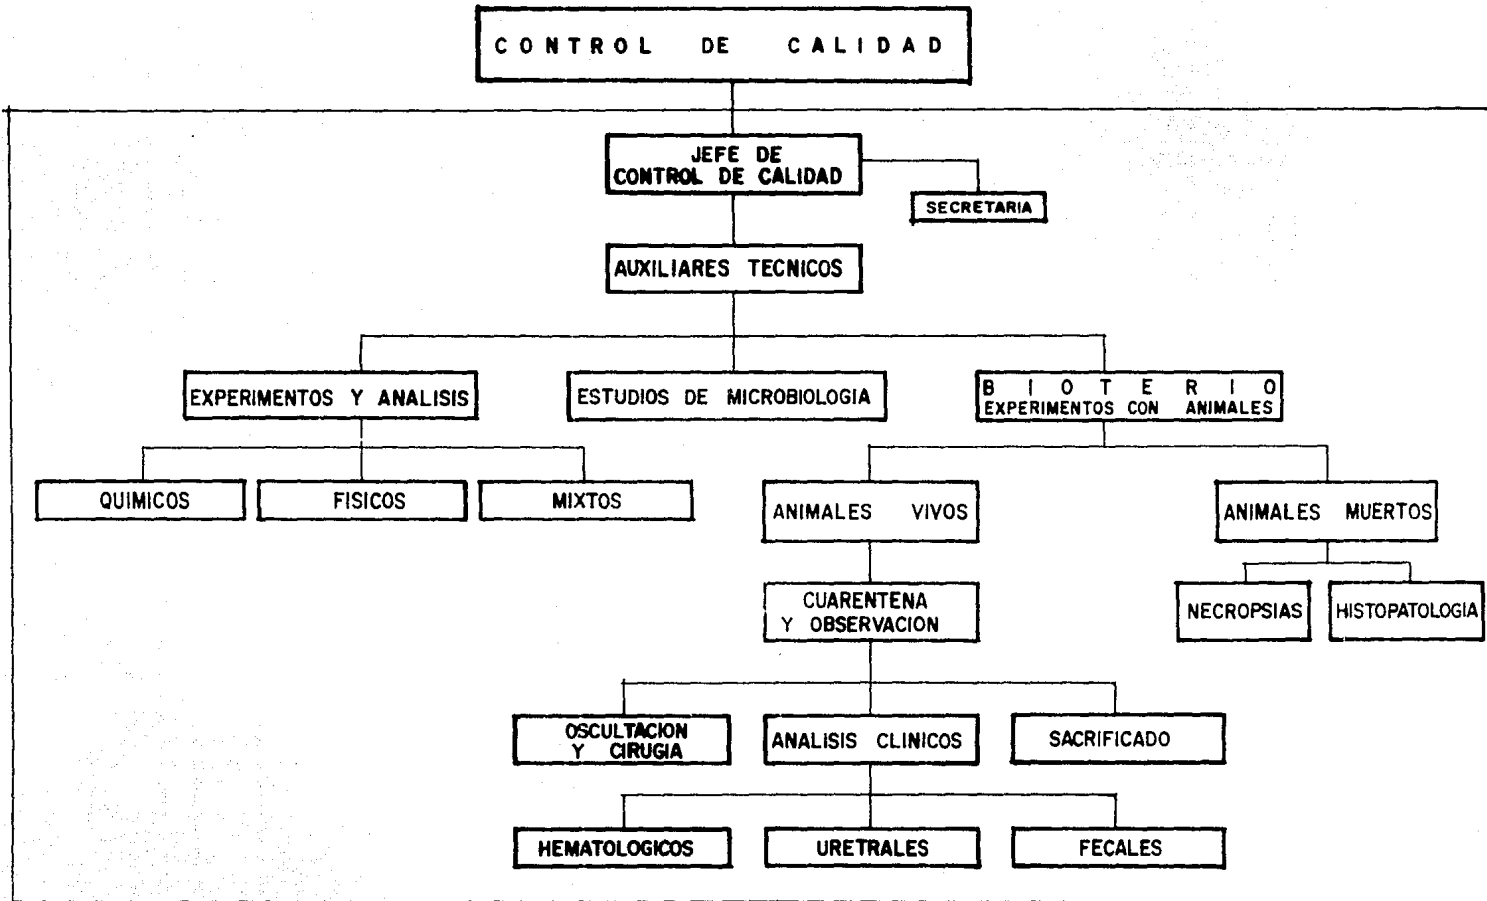 CONTROL DE CALIDAD
JEFE DE
CONTROL DE CALIDAD
SECRETARIA
AUXILIARES TECNICOS
EXPERIMENTOS Y ANALISIS
ESTUDIOS DE MICROBIOLOGIA
BIOTERIO
EXPERIMENTOS CON ANIMALES
QUIMICOS
FISICOS
MIXTOS
ANIMALES VIVOS
ANIMALES MUERTOS
CUARENTENA
Y OBSERVACION
NECROPSIAS
HISTOPATOLOGIA
OSCULTACION
Y CIRUGIA
ANALISIS CLINICOS
SACRIFICADO
HEMATOLOGICOS
URETRALES
FECALES